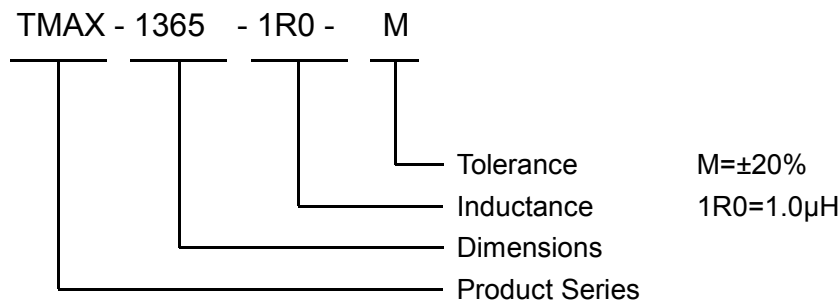 TMAX - 1365 - 1R0 - M
Tolerance M=±20%
Inductance 1R0=1.0µH
Dimensions
Product Series